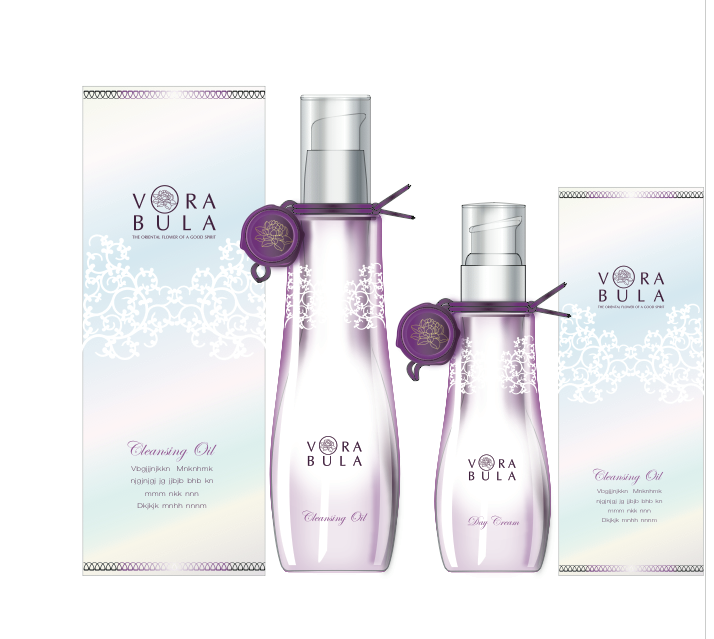 VORA
BULA
THE ORIENTAL FLOWER OF A GOOD SPIRIT
Cleansing Oil
Vbgjjnjkkn Mnknhmk
njgjnjgj jg jjbjb bhb kn
mmm nkk nnn
Dkjkjk mnhh nnnm
VORA
BULA
Cleansing Oil
VORA
BULA
Day Cream
VORA
BULA
THE ORIENTAL FLOWER OF A GOOD SPIRIT
Cleansing Oil
Vbgjjnjkkn Mnknhmk
njgjnjgj jg jjbjb bhb kn
mmm nkk nnn
Dkjkjk mnhh nnnm